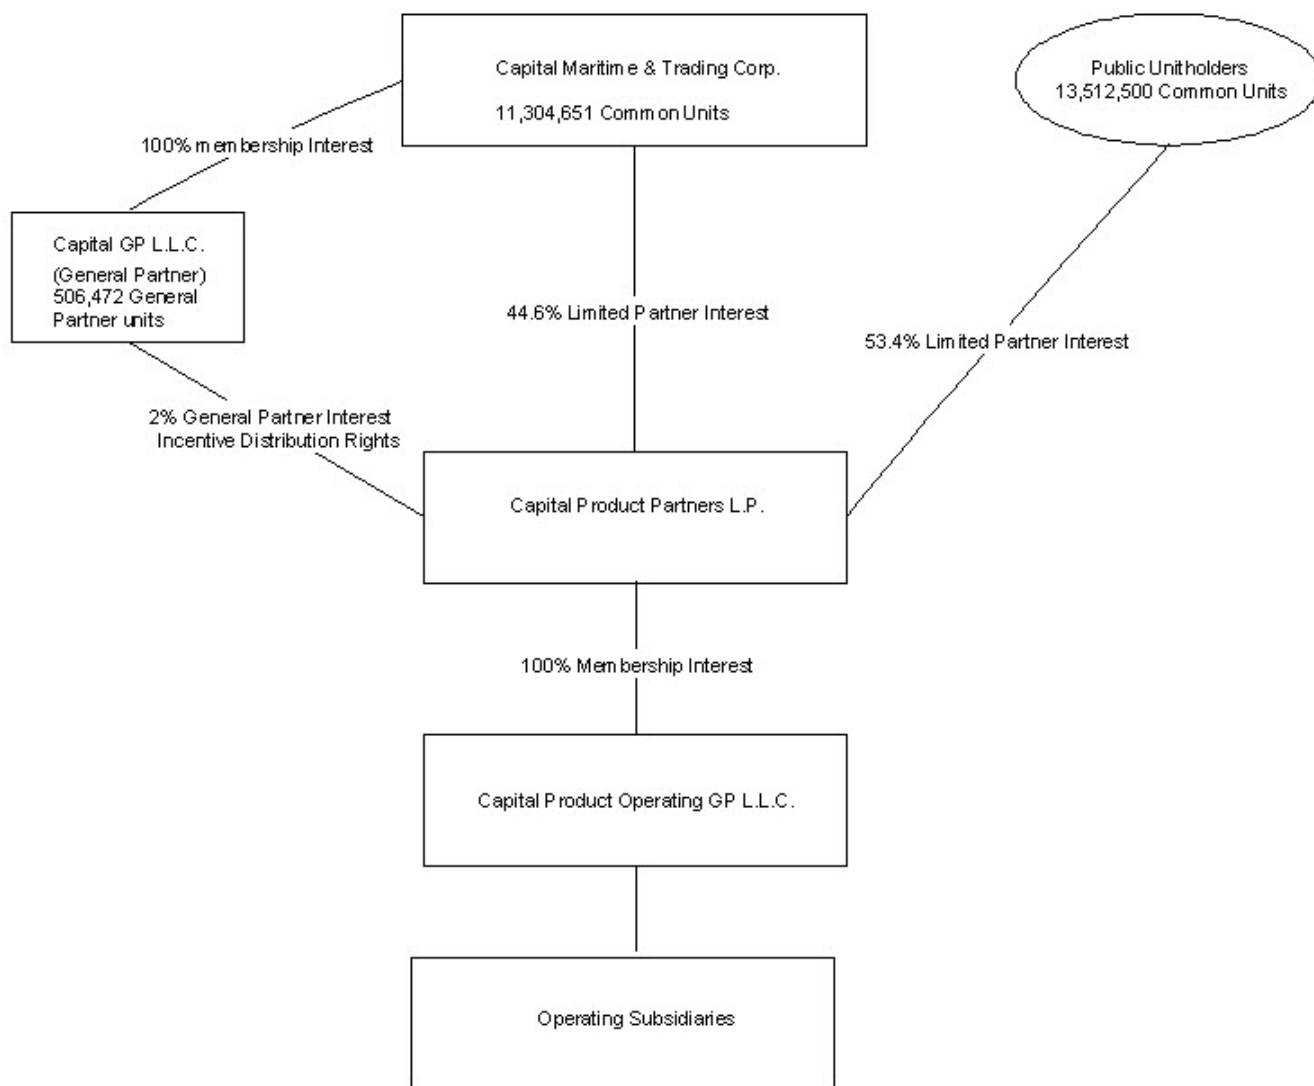 Capital Maritime & Trading Corp.
11,304,651 Common Units
Public Unitholders
13,512,500 Common Units
100% membership Interest
Capital GP L.L.C.
(General Partner)
506,472 General
Partner units
44.6% Limited Partner Interest
53.4% Limited Partner Interest
2% General Partner Interest
Incentive Distribution Rights
Capital Product Partners L.P.
100% Membership Interest
Capital Product Operating GP L.L.C.
Operating Subsidiaries